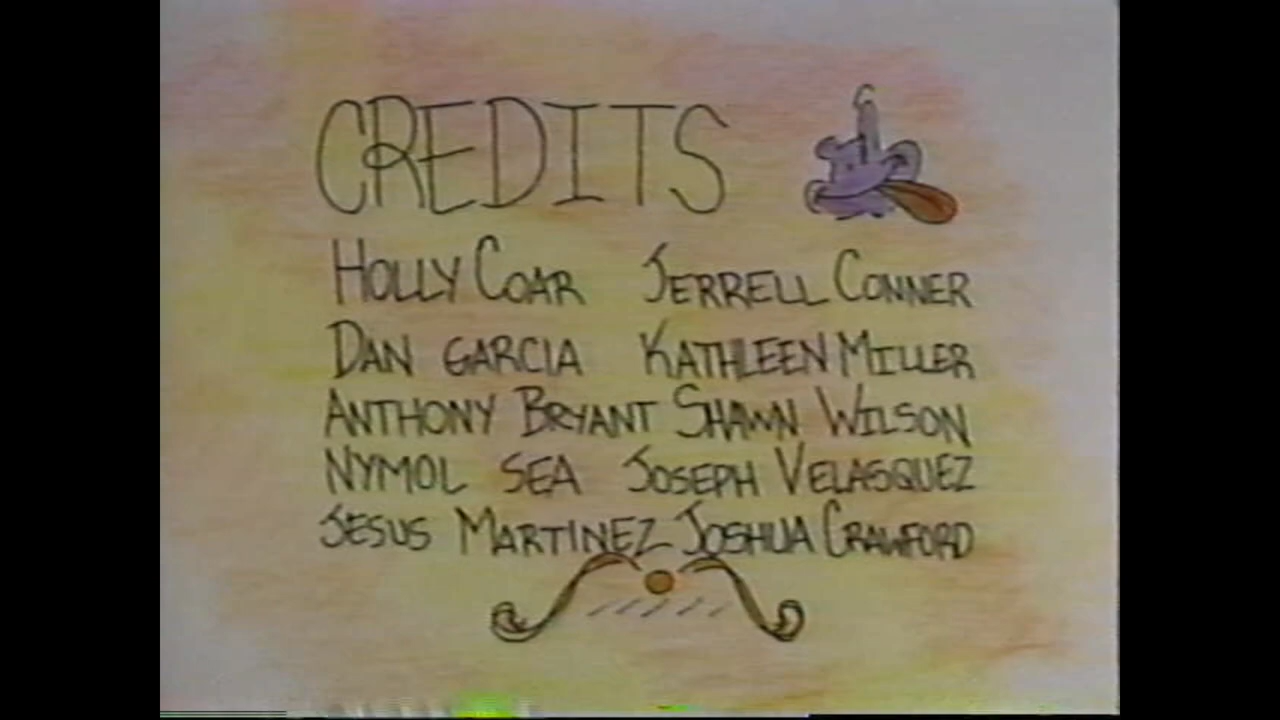 CREDITS
HOLLY COAR JERRELL CONNER
DAN GARCIA KATHLEEN MILLER
ANTHONY BRYANT SHAWN WILSON
NYMOL SEA JOSEPH VELASQUEZ
JESUS MARTINEZ JOSHUA CRAWFORD